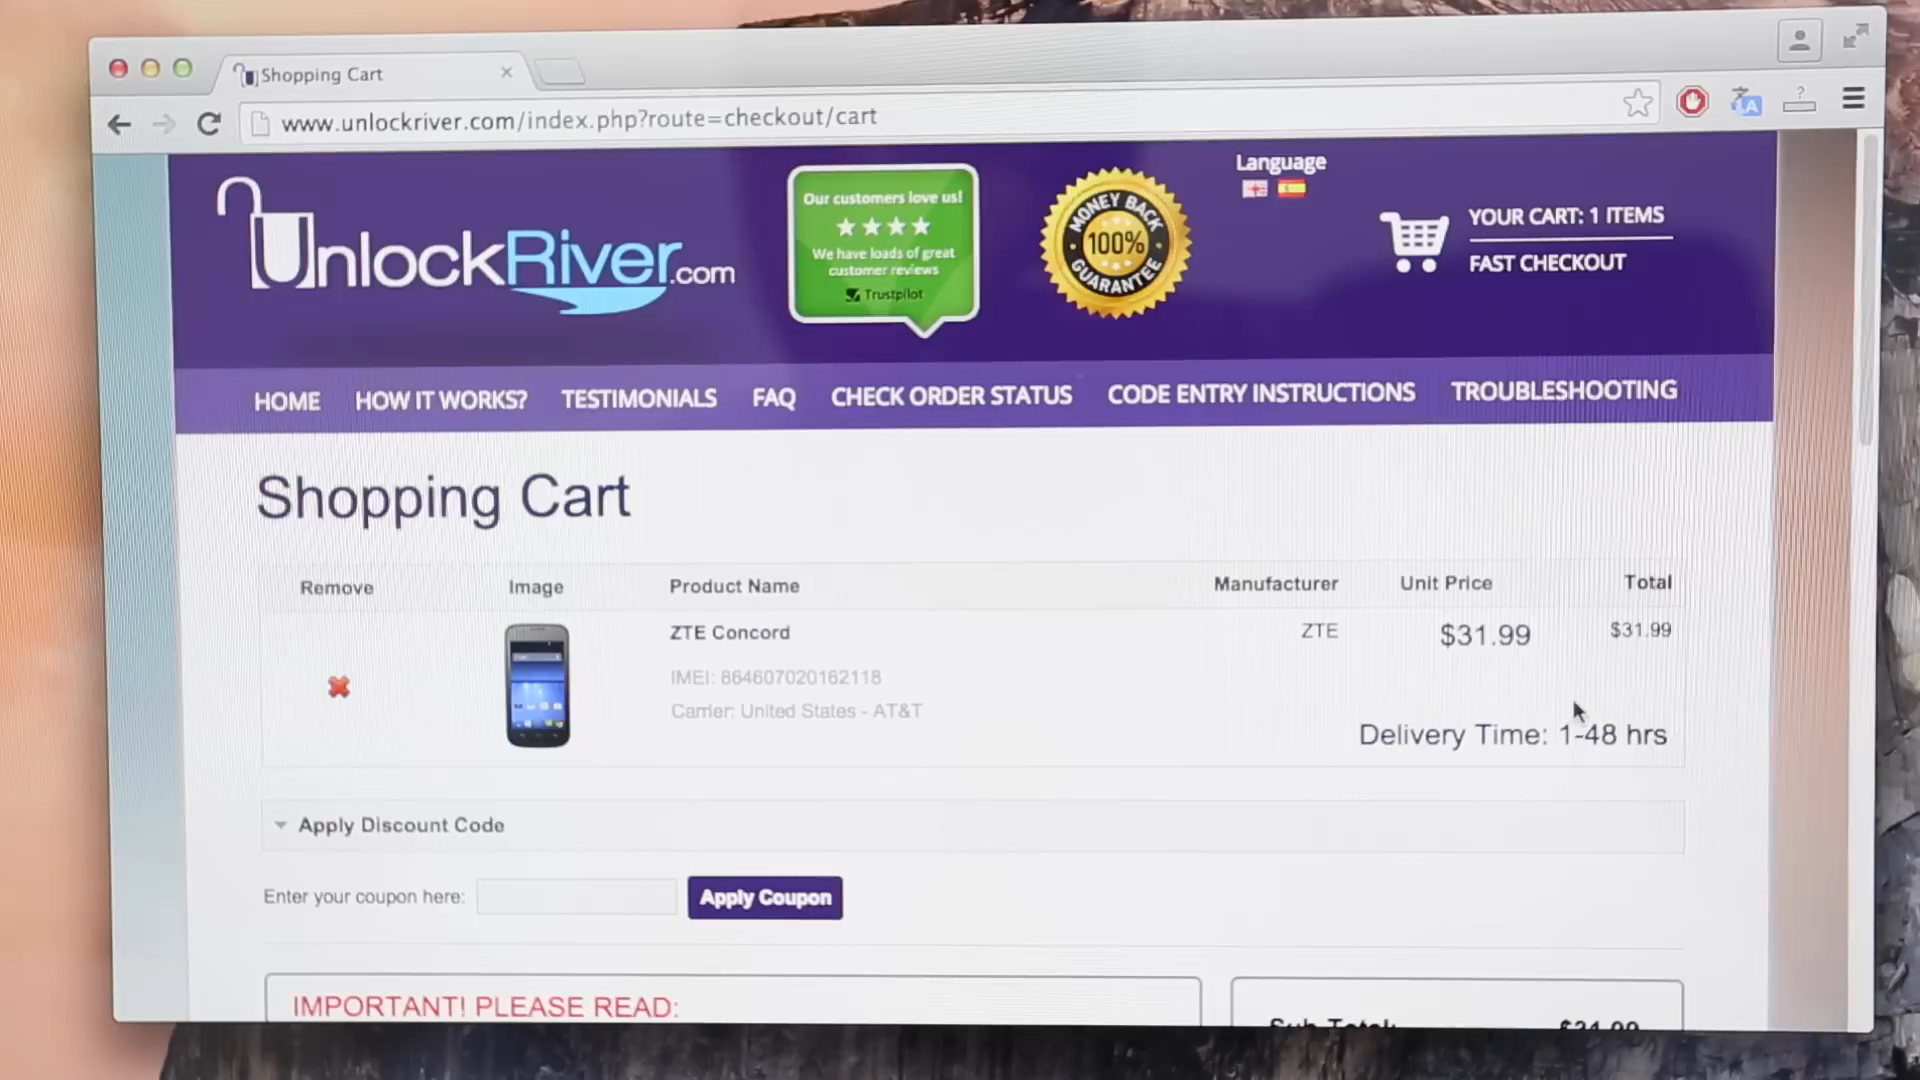 Shopping Cart
www.unlockriver.com/index.php?route=checkout/cart
UnlockRiver.com
Our customers love us!
We have loads of great
customer reviews
Trustpilot
MONEY BACK
100%
GUARANTEE
Language
YOUR CART: 1 ITEMS
FAST CHECKOUT
HOME HOW IT WORKS? TESTIMONIALS FAQ CHECK ORDER STATUS CODE ENTRY INSTRUCTIONS TROUBLESHOOTING
Shopping Cart
Remove Image Product Name Manufacturer Unit Price Total
ZTE Concord ZTE $31.99 $31.99
IMEI: 864607020162118
Carrier: United States - AT&T
Delivery Time: 1-48 hrs
Apply Discount Code
Enter your coupon here: Apply Coupon
IMPORTANT! PLEASE READ:
Sub Total: $31.99